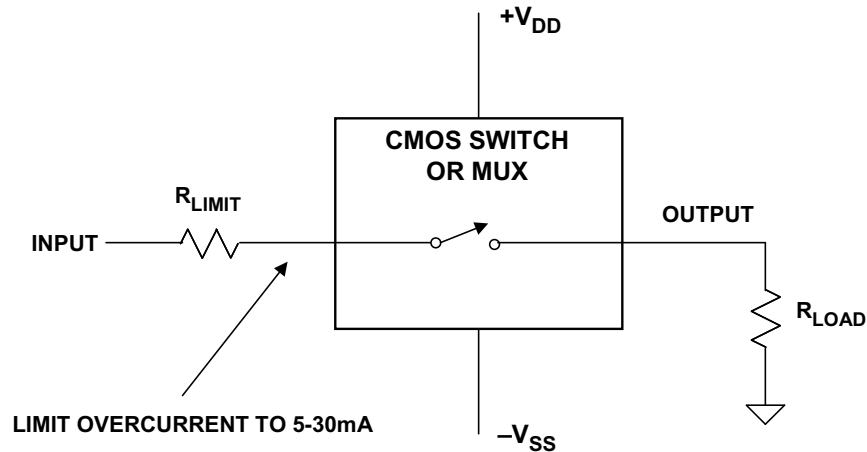 +VDD
CMOS SWITCH
OR MUX
RLIMIT
OUTPUT
INPUT
RLOAD
LIMIT OVERCURRENT TO 5-30mA
–VSS